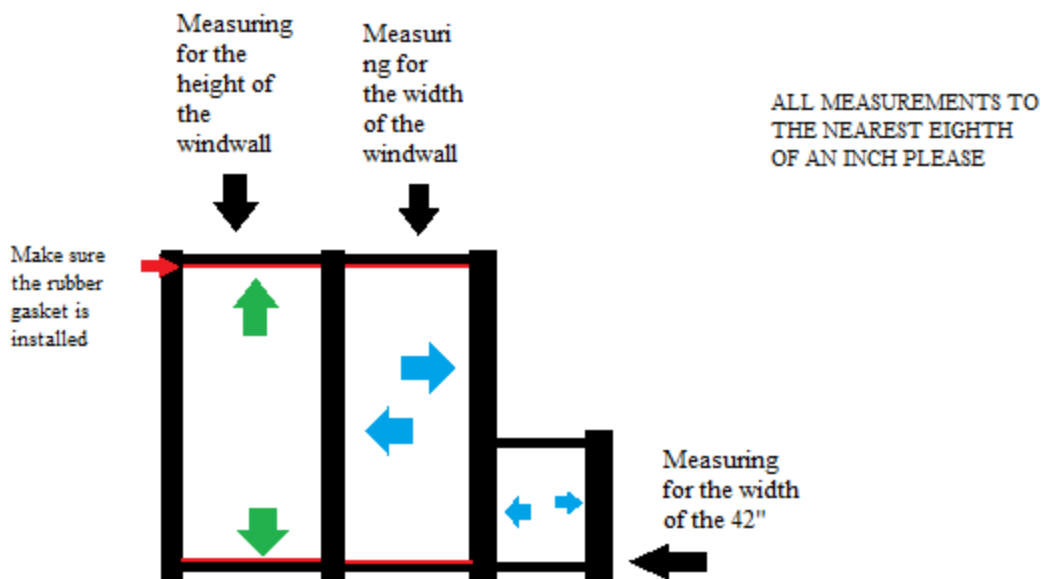 Measuring
for the
height of
the
windwall
Measuri
ng for
the width
of the
windwall
ALL MEASUREMENTS TO
THE NEAREST EIGHTH
OF AN INCH PLEASE
Make sure
the rubber
gasket is
installed
Measuring
for the width
of the 42"